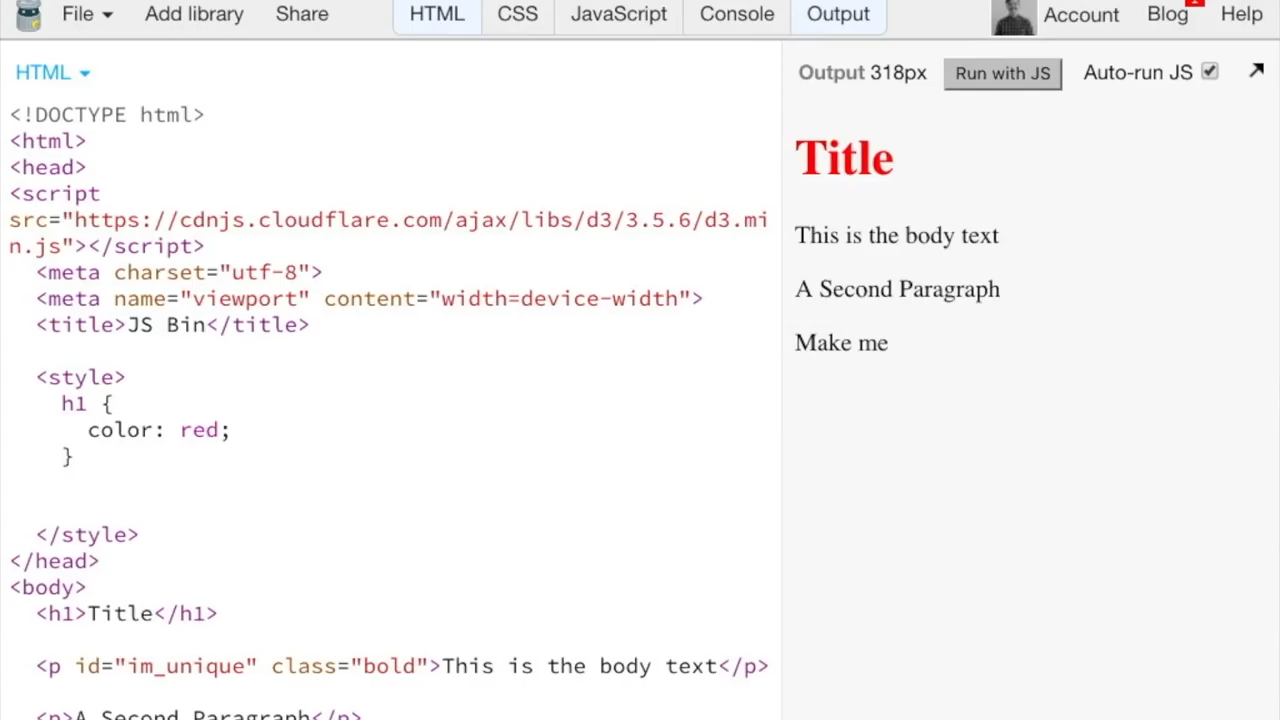 File Add library Share HTML CSS JavaScript Console Output Account Blog 1 Help
HTML
Output 318px Run with JS Auto-run JS
<!DOCTYPE html>
<html>
<head>
<script
src="https://cdnjs.cloudflare.com/ajax/libs/d3/3.5.6/d3.mi
n.js"></script>
<meta charset="utf-8">
<meta name="viewport" content="width=device-width">
<title>JS Bin</title>
<style>
h1 {
color: red;
}
</style>
</head>
<body>
<h1>Title</h1>
<p id="im_unique" class="bold">This is the body text</p>
<p>A Second Paragraph</p>
Title
This is the body text
A Second Paragraph
Make me